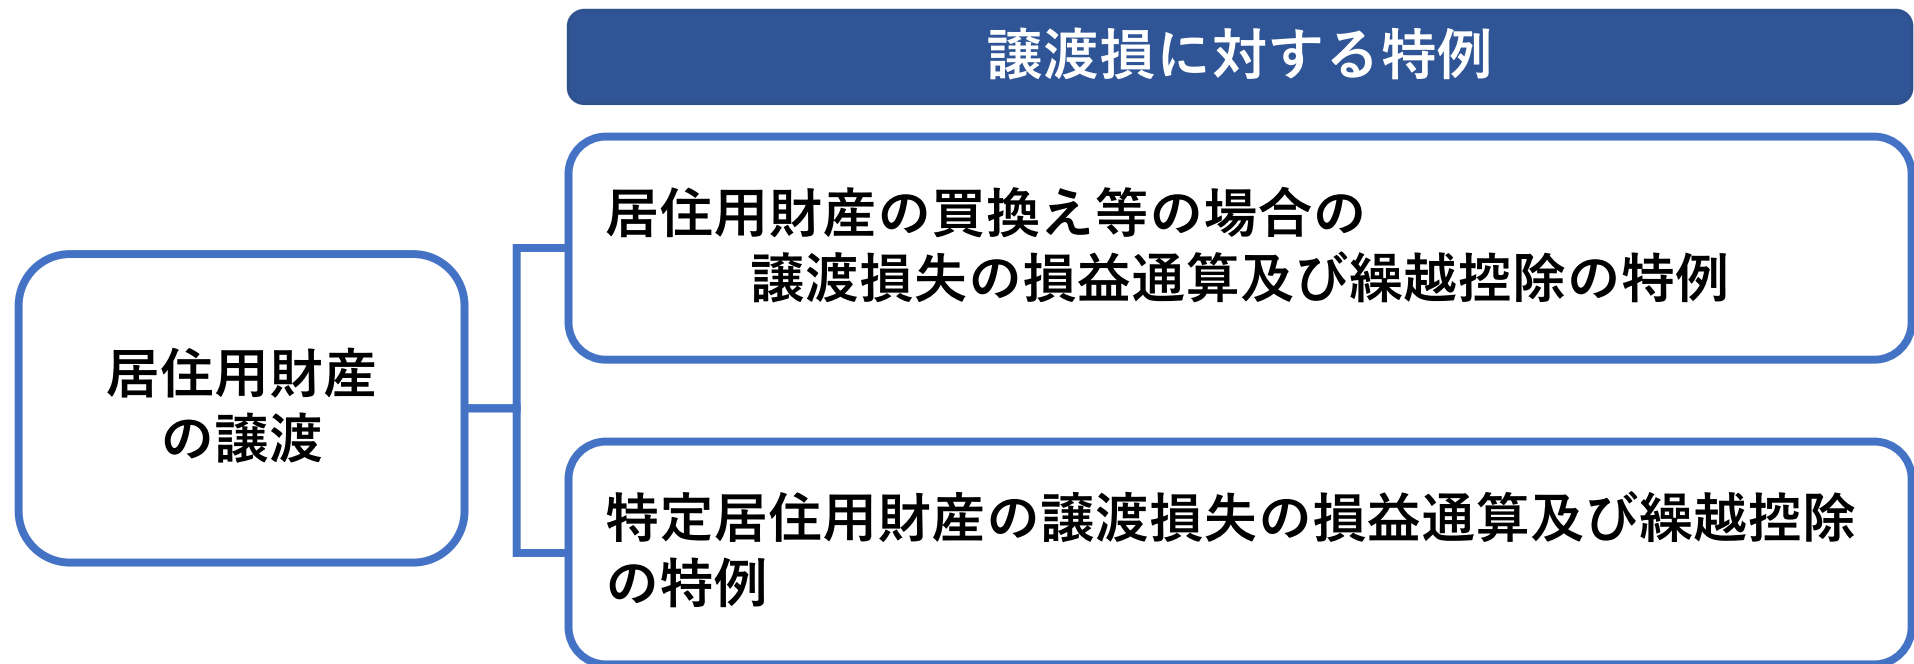 譲渡損に対する特例
居住用財産の買換え等の場合の
譲渡損失の損益通算及び繰越控除の特例
居住用財産
の譲渡
特定居住用財産の譲渡損失の損益通算及び繰越控除
の特例